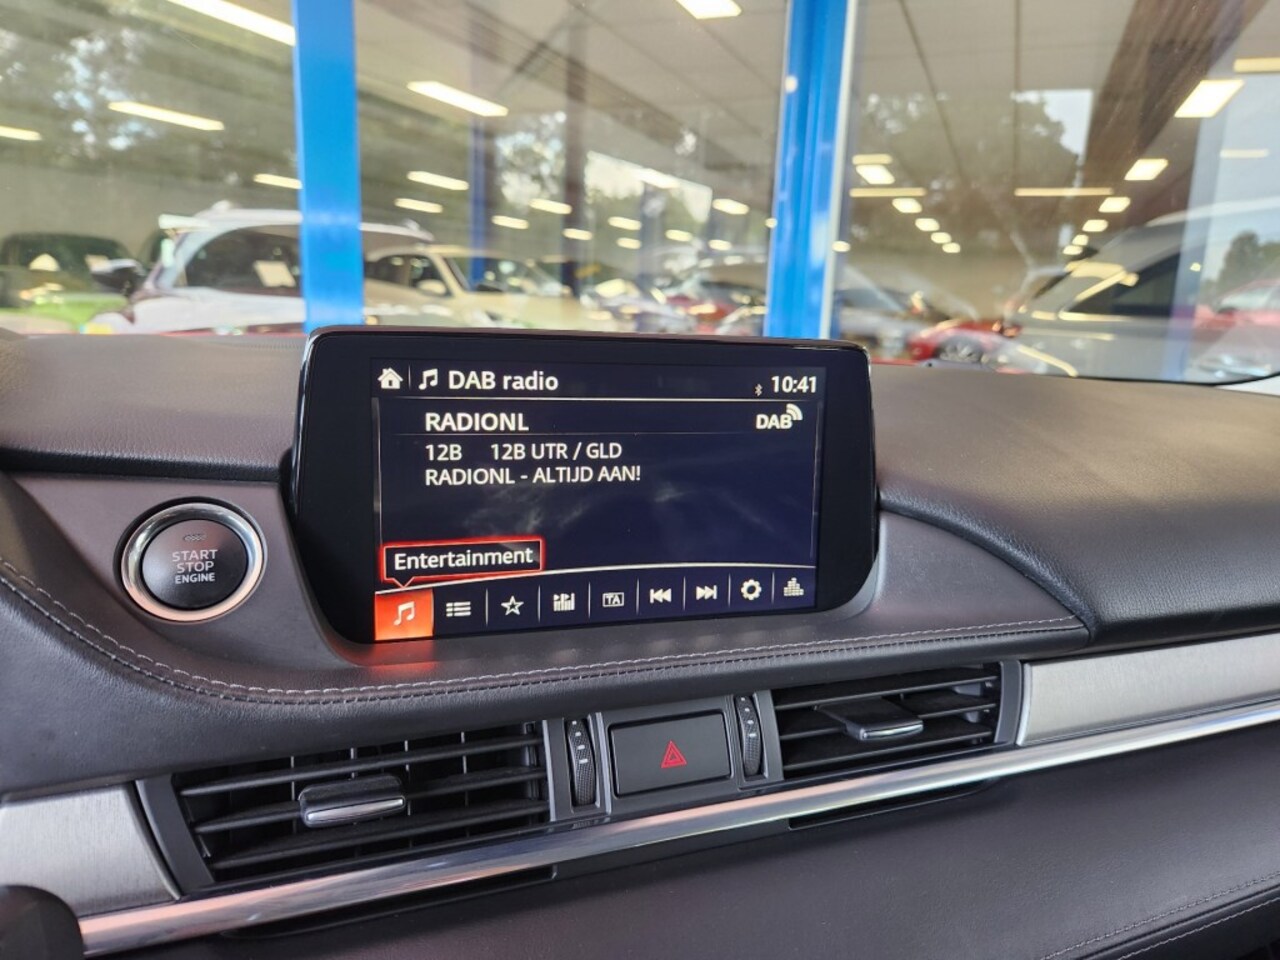 DAB radio 10:41
RADIONL DAB
12B 12B UTR / GLD
RADIONL - ALTIJD AAN!
Entertainment
TA
START
STOP
ENGINE